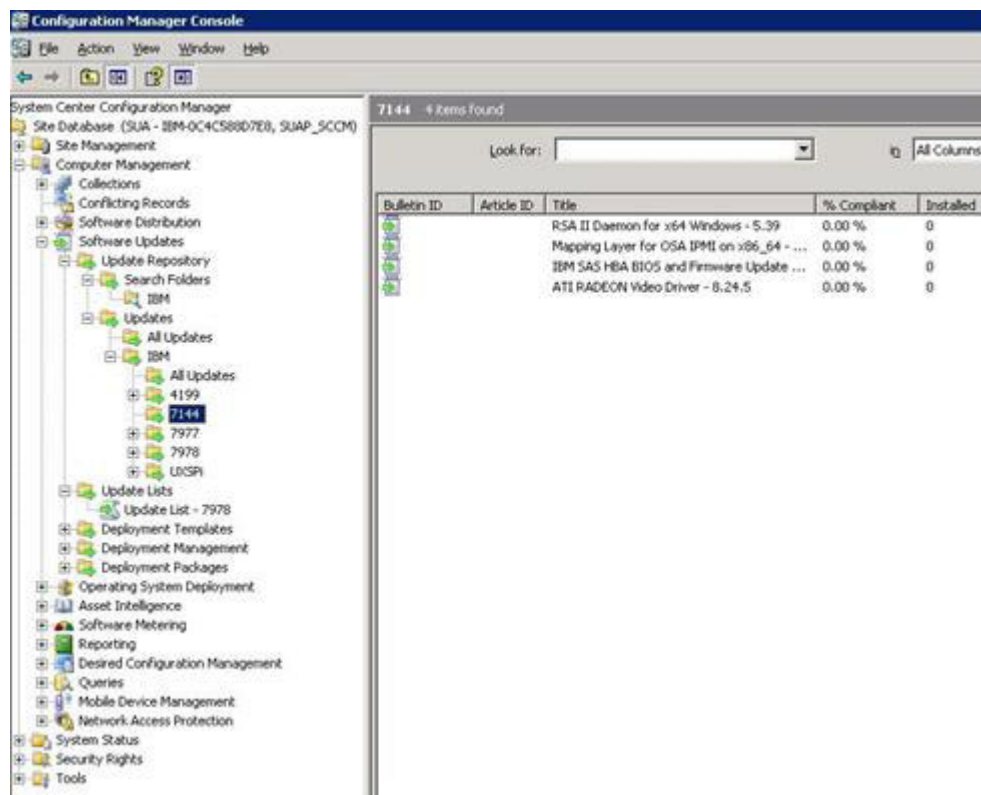 Configuration Manager Console
File Action View Window Help
System Center Configuration Manager
Site Database (SUA - IBM-0C4C588D7E8, SUAP_SCCM)
Site Management
Computer Management
Collections
Conflicting Records
Software Distribution
Software Updates
Update Repository
Search Folders
IBM
Updates
All Updates
IBM
All Updates
4199
7144
7977
7978
UXSPi
Update Lists
Update List - 7978
Deployment Templates
Deployment Management
Deployment Packages
Operating System Deployment
Asset Intelligence
Software Metering
Reporting
Desired Configuration Management
Queries
Mobile Device Management
Network Access Protection
System Status
Security Rights
Tools
7144 4 items found
Look for: in All Columns
Bulletin ID Article ID Title % Compliant Installed
RSA II Daemon for x64 Windows - 5.39 0.00 % 0
Mapping Layer for OSA IPMI on x86_64 - ... 0.00 % 0
IBM SAS HBA BIOS and Firmware Update ... 0.00 % 0
ATI RADEON Video Driver - 8.24.5 0.00 % 0